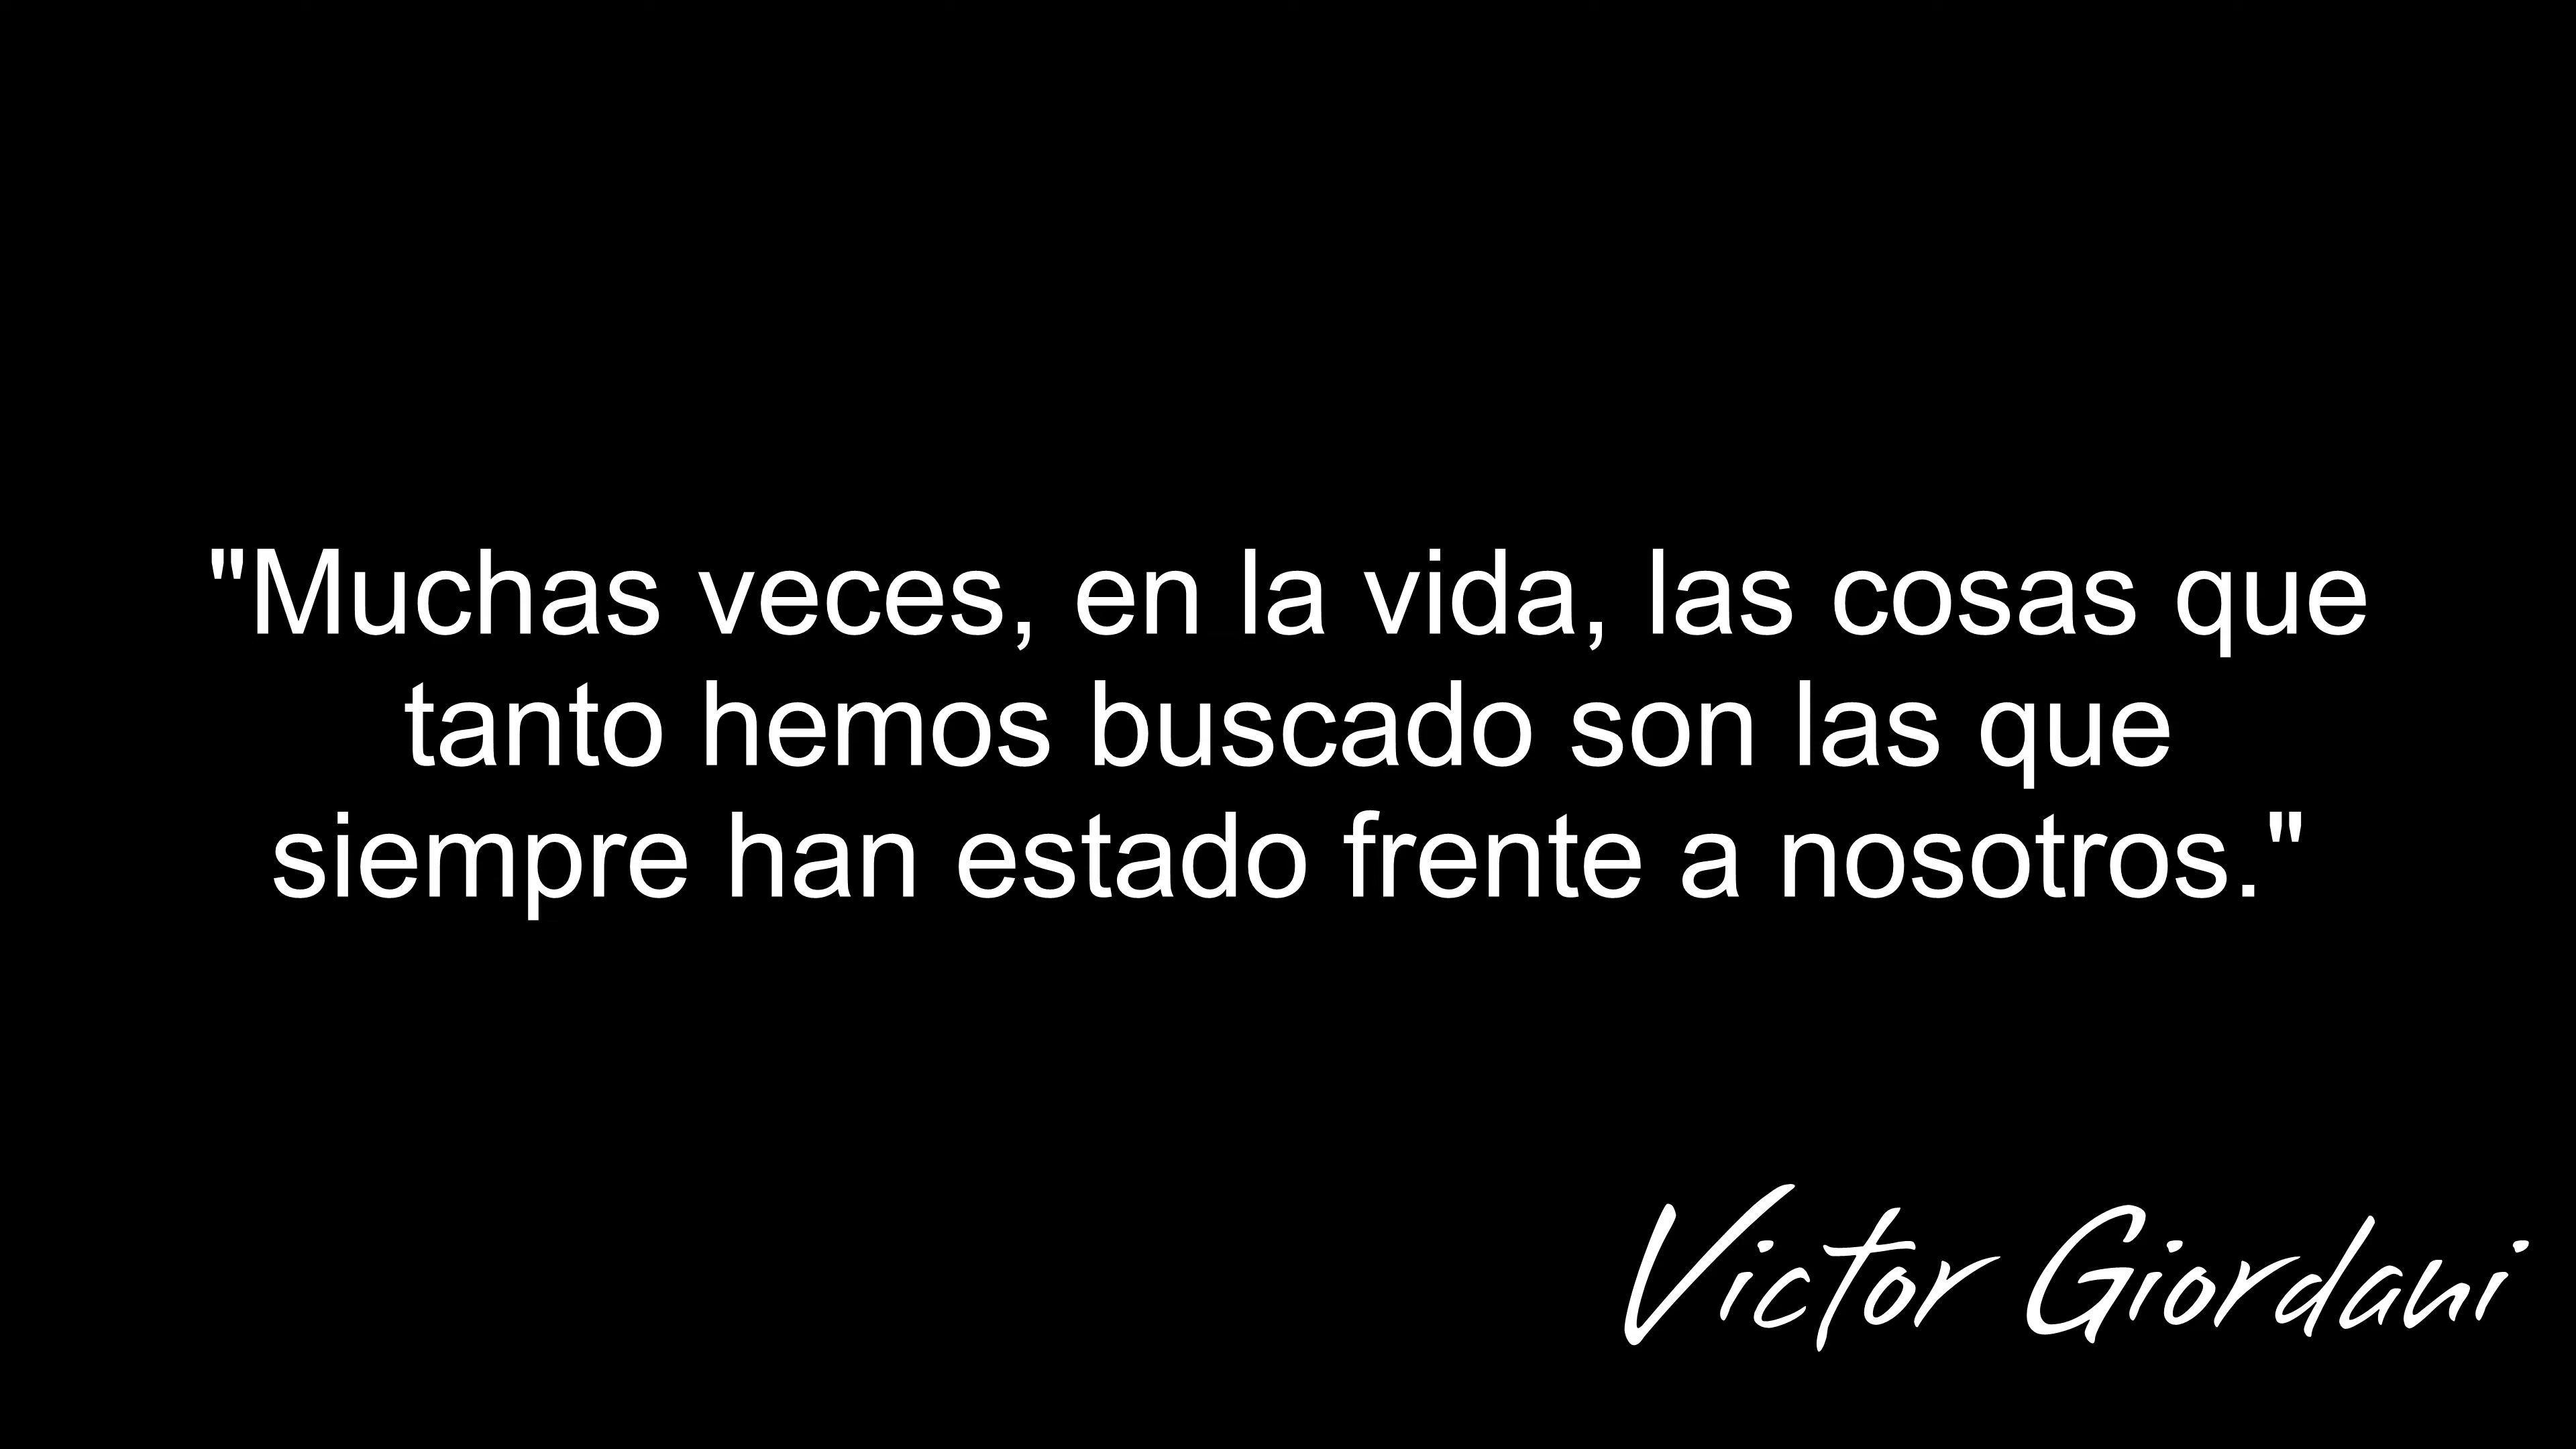 "Muchas veces, en la vida, las cosas que
tanto hemos buscado son las que
siempre han estado frente a nosotros."
Victor Giordani